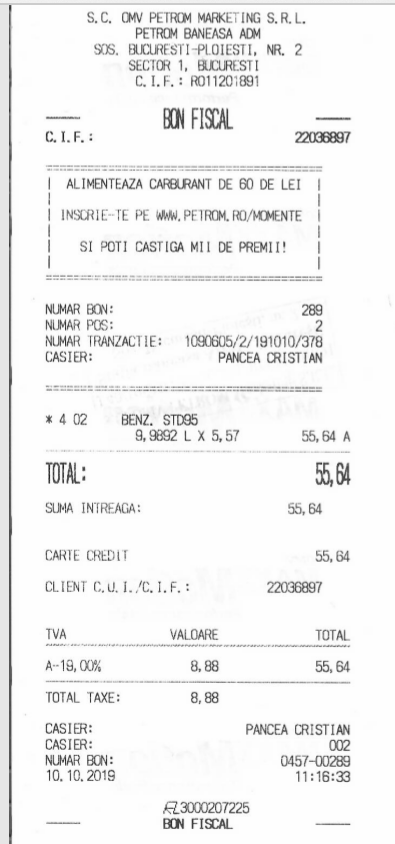 S.C. OMV PETROM MARKETING S.R.L.
PETROM BANEASA ADM
SOS. BUCURESTI-PLOIESTI, NR. 2
SECTOR 1, BUCURESTI
C.I.F.: RO11201891
BON FISCAL
C.I.F.: 22036897
ALIMENTEAZA CARBURANT DE 60 DE LEI
INSCRIE-TE PE WWW.PETROM.RO/MOMENTE
SI POTI CASTIGA MII DE PREMII!
NUMAR BON: 289
NUMAR POS: 2
NUMAR TRANZACTIE: 1090605/2/191010/378
CASIER: PANCEA CRISTIAN
* 4 02 BENZ. STD95
9,9892 L X 5,57 55,64 A
TOTAL: 55,64
SUMA INTREAGA: 55,64
CARTE CREDIT 55,64
CLIENT C.U.I./C.I.F.: 22036897
TVA VALOARE TOTAL
A-19,00% 8,88 55,64
TOTAL TAXE: 8,88
CASIER: PANCEA CRISTIAN
CASIER: 002
NUMAR BON: 0457-00289
10.10.2019 11:16:33
3000207225
BON FISCAL